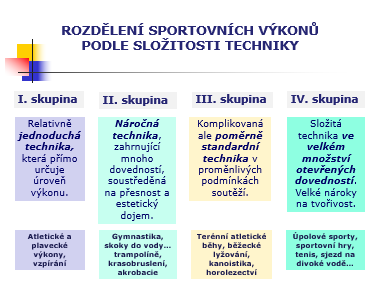 ROZDĚLENÍ SPORTOVNÍCH VÝKONŮ
PODLE SLOŽITOSTI TECHNIKY
I. skupina
Relativně
jednoduchá
technika,
která přímo
určuje
úroveň
výkonu.
Atletické a
plavecké
výkony,
vzpírání
II. skupina
Náročná
technika,
zahrnující
mnoho
dovedností,
soustředěná
na přesnost a
estetický
dojem.
Gymnastika,
skoky do vody…
trampolíně,
krasobruslení,
akrobacie
III. skupina
Komplikovaná
ale poměrně
standardní
technika v
proměnlivých
podmínkách
soutěží.
Terénní atletické
běhy, běžecké
lyžování,
kanoistika,
horolezectví
IV. skupina
Složitá
technika ve
velkém
množství
otevřených
dovedností.
Velké nároky
na tvořivost.
Úpolové sporty,
sportovní hry,
tenis, sjezd na
divoké vodě…